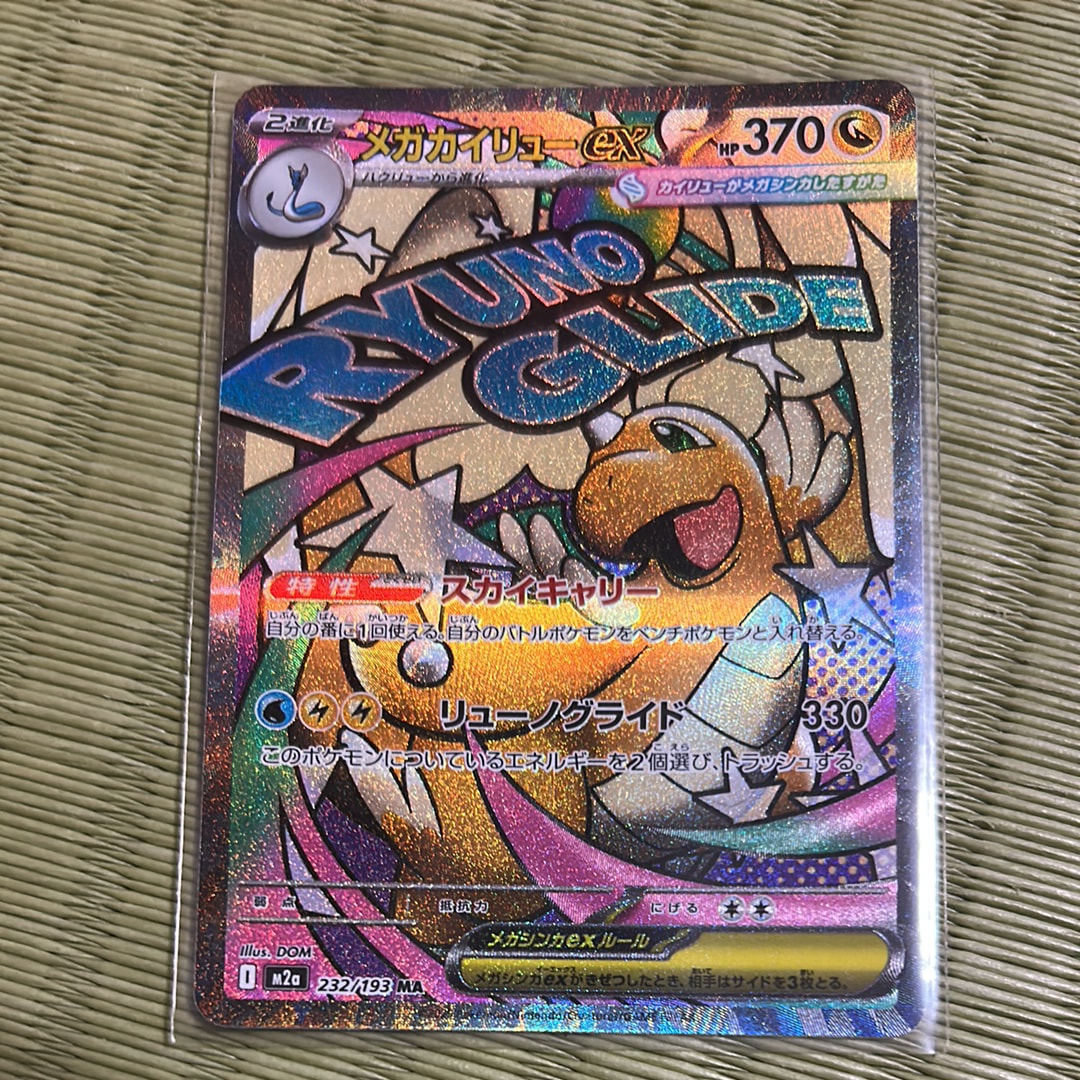 2進化
メガカイリューex
HP370
ハクリューから進化
カイリューがメガシンカしたすがた
RYUNO
GLIDE
特性 スカイキャリー
自分の番に1回使える。自分のバトルポケモンをベンチポケモンと入れ替える。
リューノグライド 330
このポケモンについているエネルギーを2個選び、トラッシュする。
弱点 抵抗力 にげる
Illus. DOM
メガシンカexルール
メガシンカexがきぜつしたとき、相手はサイドを3枚とる。
I M2a 232/193 MA